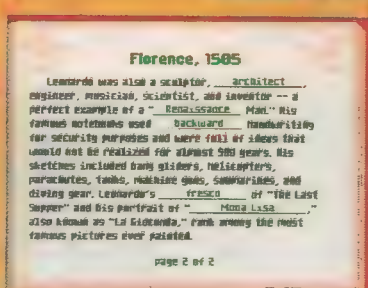 Florence, 1505
Leonardo was also a sculptor, architect,
engineer, musician, scientist, and inventor -- a
perfect example of a "Renaissance Man." His
famous notebooks used backward handwriting
for security purposes and were full of ideas that
would not be realized for almost 500 years. His
sketches included hang gliders, helicopters,
parachutes, tanks, machine guns, submarines, and
diving gear. Leonardo's fresco of "The Last
Supper" and his portrait of "Mona Lisa,"
also known as "La Gioconda," rank among the most
famous pictures ever painted.
page 2 of 2